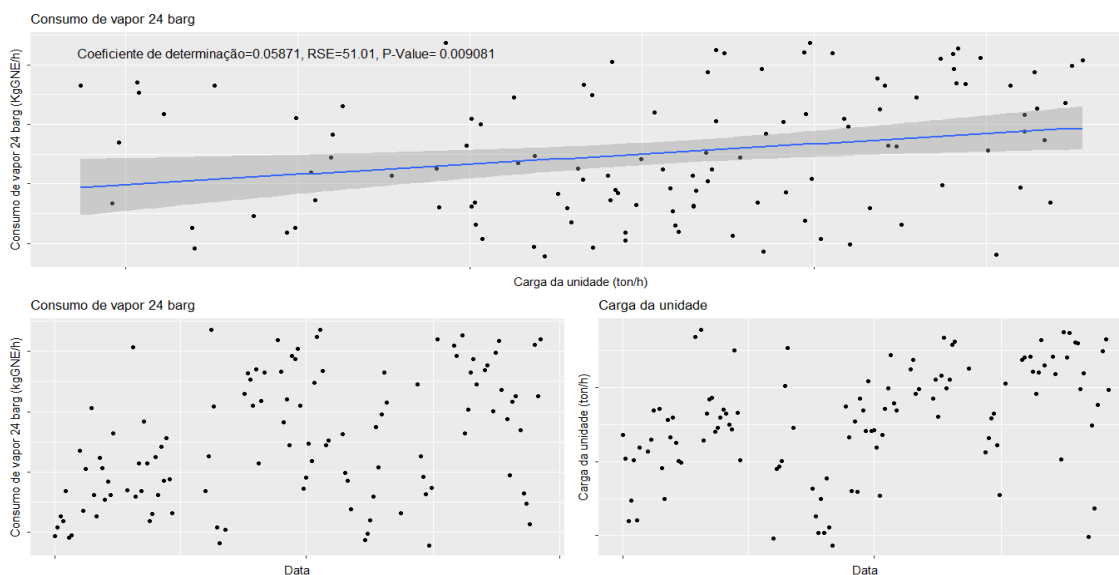 Consumo de vapor 24 barg
Coeficiente de determinação=0.05871, RSE=51.01, P-Value= 0.009081
Consumo de vapor 24 barg (KgGNE/h)
Carga da unidade (ton/h)
Consumo de vapor 24 barg
Consumo de vapor 24 barg (kgGNE/h)
Data
Carga da unidade
Carga da unidade (ton/h)
Data